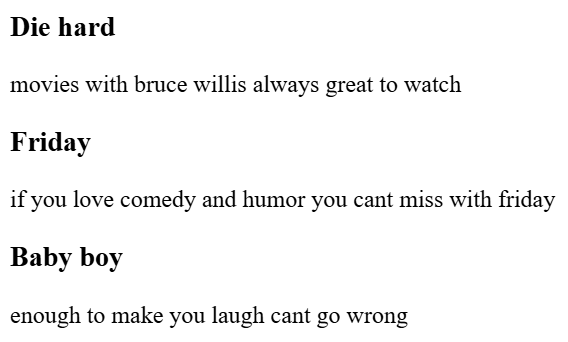 Die hard
movies with bruce willis always great to watch
Friday
if you love comedy and humor you cant miss with friday
Baby boy
enough to make you laugh cant go wrong